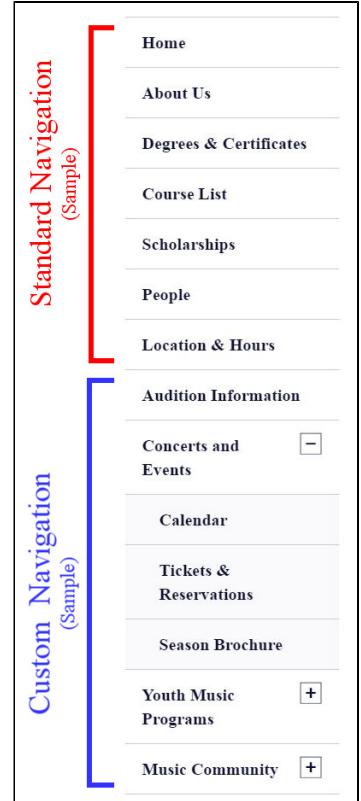 Standard Navigation
(Sample)
Home
About Us
Degrees & Certificates
Course List
Scholarships
People
Location & Hours
Custom Navigation
(Sample)
Audition Information
Concerts and
Events
Calendar
Tickets &
Reservations
Season Brochure
Youth Music
Programs
Music Community